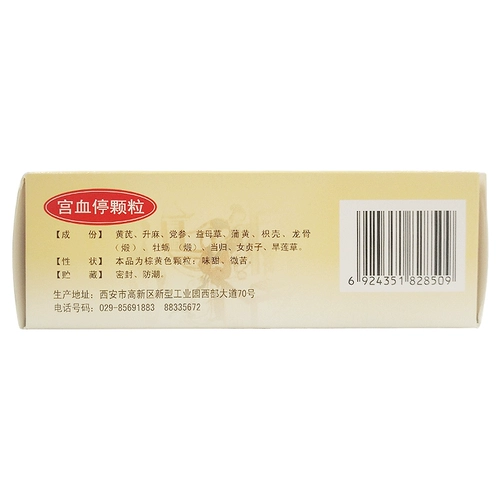 宫血停颗粒
【成 份】 黄芪、升麻、党参、益母草、蒲黄、枳壳、龙骨
（煅）、牡蛎（煅）、当归、女贞子、旱莲草。
【性 状】 本品为棕黄色颗粒；味甜、微苦。
【贮 藏】 密封、防潮。
生产地址：西安市高新区新型工业园西部大道70号
电话号码：029-85691883 88335672
6 924351 828509